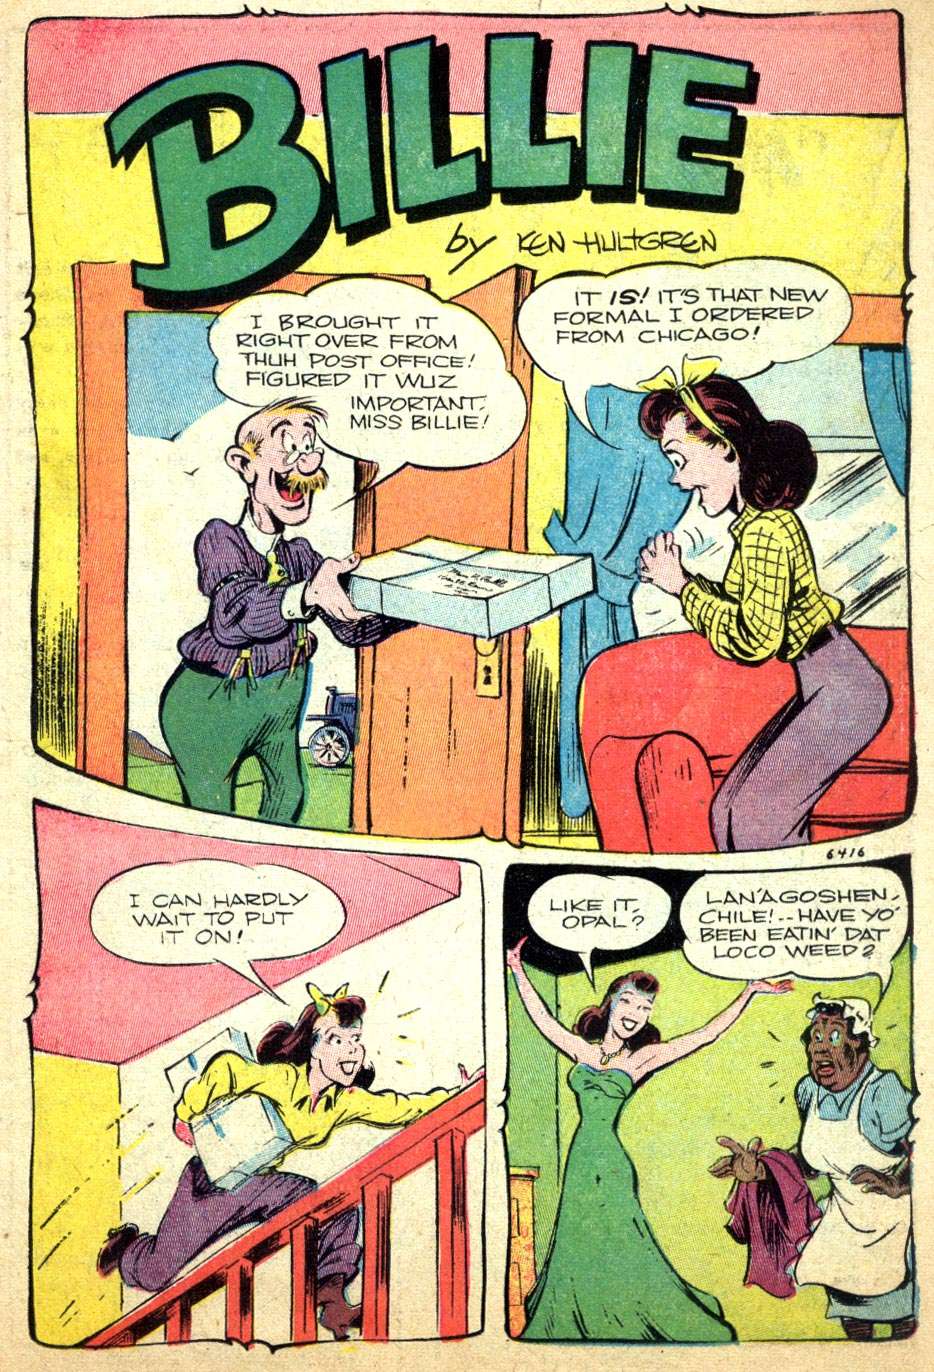 BILLIE
by KEN HULTGREN
I BROUGHT IT
RIGHT OVER FROM
THUH POST OFFICE!
FIGURED IT WUZ
IMPORTANT,
MISS BILLIE!
IT IS! IT'S THAT NEW
FORMAL I ORDERED
FROM CHICAGO!
6416
I CAN HARDLY
WAIT TO PUT
IT ON!
LIKE IT,
OPAL?
LAN'AGOSHEN,
CHILE!--HAVE YO'
BEEN EATIN' DAT
LOCO WEED?